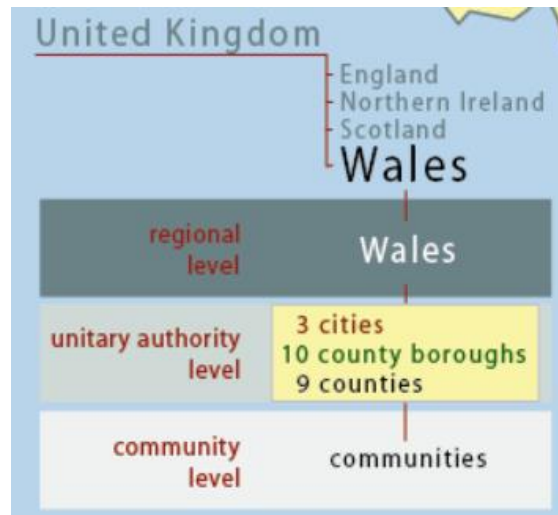 United Kingdom
England
Northern Ireland
Scotland
Wales
regional level
Wales
unitary authority level
3 cities
10 county boroughs
9 counties
community level
communities